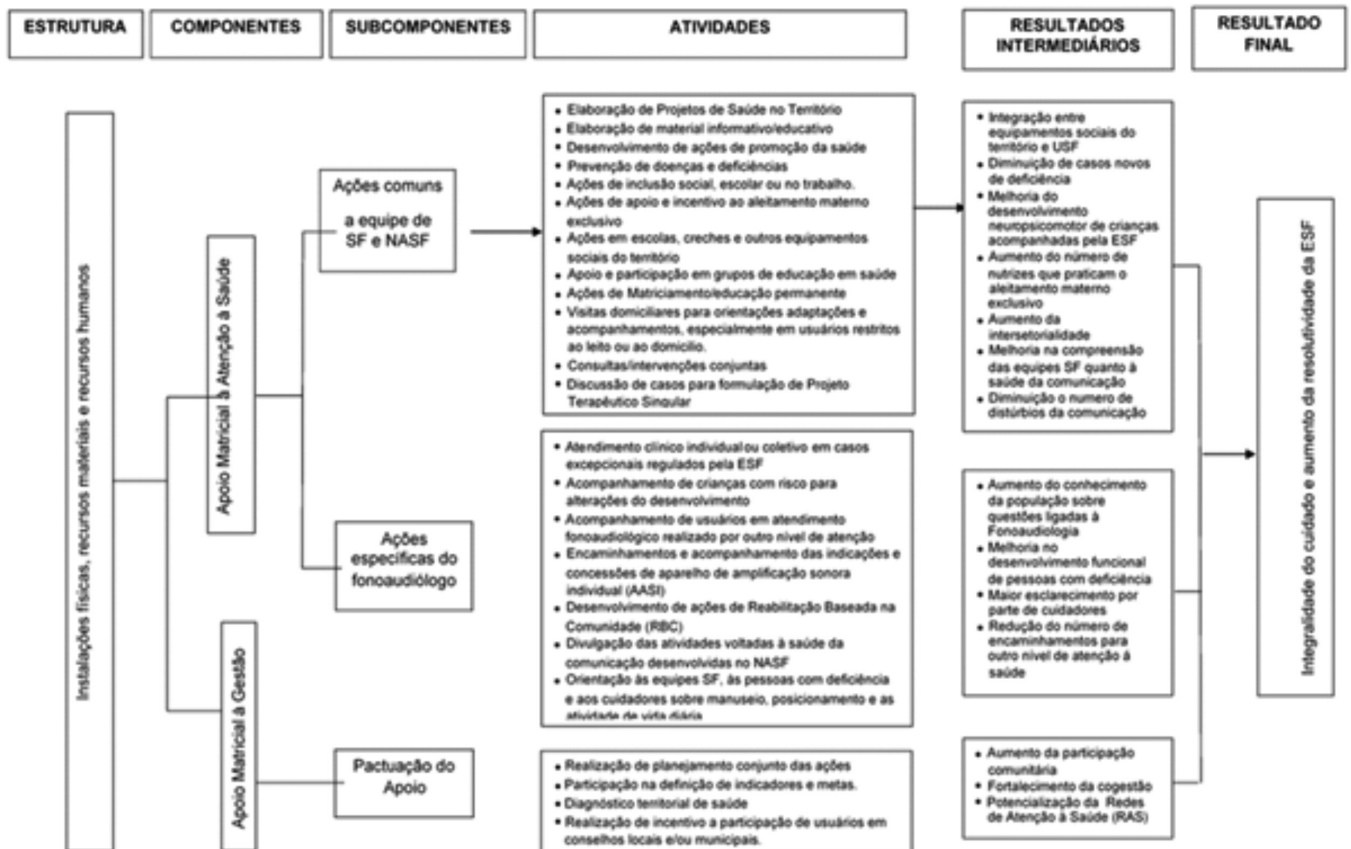 ESTRUTURA
COMPONENTES
SUBCOMPONENTES
ATIVIDADES
RESULTADOS
INTERMEDIÁRIOS
RESULTADO
FINAL
Instalações físicas, recursos materiais e recursos humanos
Apoio Matricial à Atenção à Saúde
Apoio Matricial à Gestão
Ações comuns
a equipe de
SF e NASF
Ações
específicas do
fonoaudiólogo
Pactuação do
Apoio
• Elaboração de Projetos de Saúde no Território
• Elaboração de material informativo/educativo
• Desenvolvimento de ações de promoção da saúde
• Prevenção de doenças e deficiências
• Ações de inclusão social, escolar ou no trabalho.
• Ações de apoio e incentivo ao aleitamento materno
exclusivo
• Ações em escolas, creches e outros equipamentos
sociais do território
• Apoio e participação em grupos de educação em saúde
• Ações de Matriciamento/educação permanente
• Visitas domiciliares para orientações adaptações e
acompanhamentos, especialmente em usuários restritos
ao leito ou ao domicilio.
• Consultas/intervenções conjuntas
• Discussão de casos para formulação de Projeto
Terapêutico Singular
• Atendimento clínico individual ou coletivo em casos
excepcionais regulados pela ESF
• Acompanhamento de crianças com risco para
alterações do desenvolvimento
• Acompanhamento de usuários em atendimento
fonoaudiológico realizado por outro nível de atenção
• Encaminhamentos e acompanhamento das indicações e
concessões de aparelho de amplificação sonora
individual (AASI)
• Desenvolvimento de ações de Reabilitação Baseada na
Comunidade (RBC)
• Divulgação das atividades voltadas à saúde da
comunicação desenvolvidas no NASF
• Orientação às equipes SF, às pessoas com deficiência
e aos cuidadores sobre manuseio, posicionamento e as
atividade de vida diária
• Realização de planejamento conjunto das ações
• Participação na definição de indicadores e metas.
• Diagnóstico territorial de saúde
• Realização de incentivo a participação de usuários em
conselhos locais e/ou municipais.
• Integração entre
equipamentos sociais do
território e USF
• Diminuição de casos novos
de deficiência
• Melhoria do
desenvolvimento
neuropsicomotor de crianças
acompanhadas pela ESF
• Aumento do número de
nutrizes que praticam o
aleitamento materno
exclusivo
• Aumento da
intersetorialidade
• Melhoria na compreensão
das equipes SF quanto à
saúde da comunicação
• Diminuição o numero de
distúrbios da comunicação
• Aumento do conhecimento
da população sobre
questões ligadas à
Fonoaudiologia
• Melhoria no
desenvolvimento funcional
de pessoas com deficiência
• Maior esclarecimento por
parte de cuidadores
• Redução do número de
encaminhamentos para
outro nível de atenção á
saúde
• Aumento da participação
comunitária
• Fortalecimento da cogestão
• Potencialização da Redes
de Atenção à Saúde (RAS)
Integralidade do cuidado e aumento da resolutividade da ESF